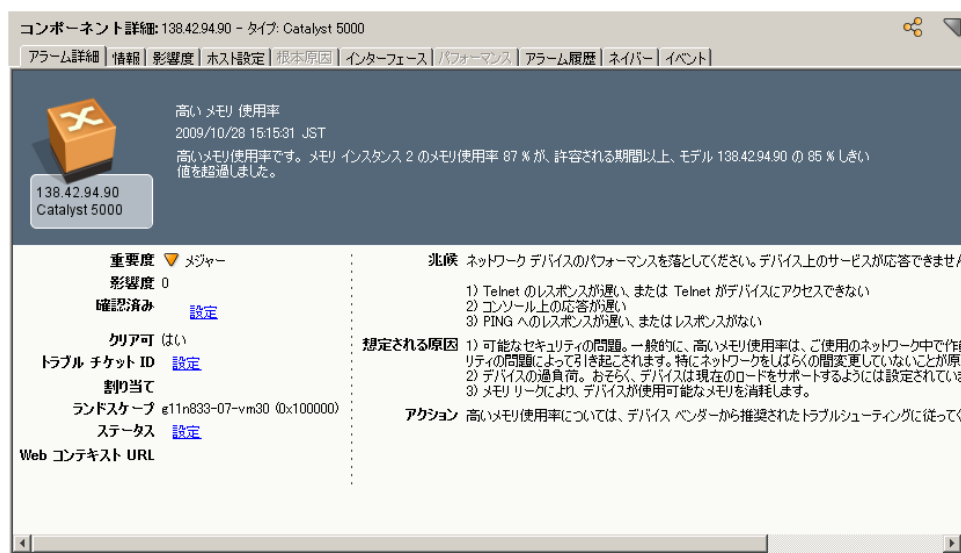 コンポーネント詳細: 138.42.94.90 - タイプ: Catalyst 5000
アラーム詳細 情報 影響度 ホスト設定 根本原因 インターフェース パフォーマンス アラーム履歴 ネイバー イベント
高い メモリ 使用率
2009/10/28 15:15:31 JST
高いメモリ使用率です。メモリ インスタンス 2 のメモリ使用率 87 % が、許容される期間以上、モデル 138.42.94.90 の 85 % しきい
値を超過しました。
138.42.94.90
Catalyst 5000
重要度 メジャー
影響度 0
確認済み 設定
クリア可 はい
トラブル チケット ID 設定
割り当て
ランドスケープ g11n833-07-vm30 (0x100000)
ステータス 設定
Web コンテキスト URL
兆候 ネットワーク デバイスのパフォーマンスを落としてください。デバイス上のサービスが応答できません
1) Telnet のレスポンスが遅い、または Telnet がデバイスにアクセスできない
2) コンソール上の応答が遅い
3) PING へのレスポンスが遅い、またはレスポンスがない
想定される原因 1) 可能なセキュリティの問題。一般的に、高いメモリ使用率は、ご使用のネットワーク中で作
リティの問題によって引き起こされます。特にネットワークをしばらくの間変更していないことが原
2) デバイスの過負荷。おそらく、デバイスは現在のロードをサポートするようには設定されてい
3) メモリ リークにより、デバイスが使用可能なメモリを消耗します。
アクション 高いメモリ使用率については、デバイス ベンダーから推奨されたトラブルシューティングに従って